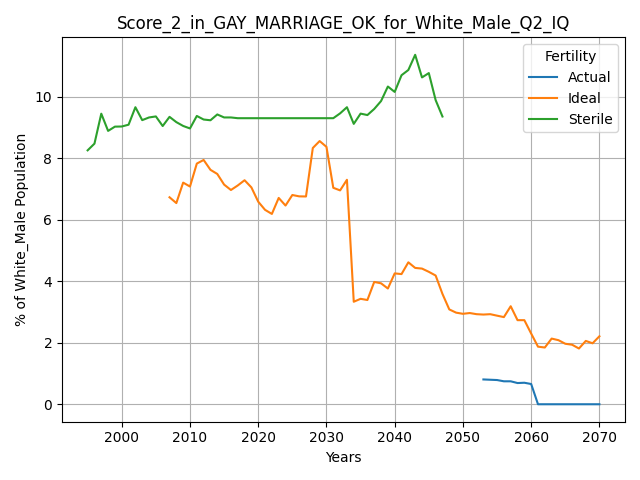 Score_2_in_GAY_MARRIAGE_OK_for_White_Male_Q2_IQ
Fertility
Actual
Ideal
Sterile
% of White_Male Population
10
8
6
4
2
0
2000 2010 2020 2030 2040 2050 2060 2070
Years